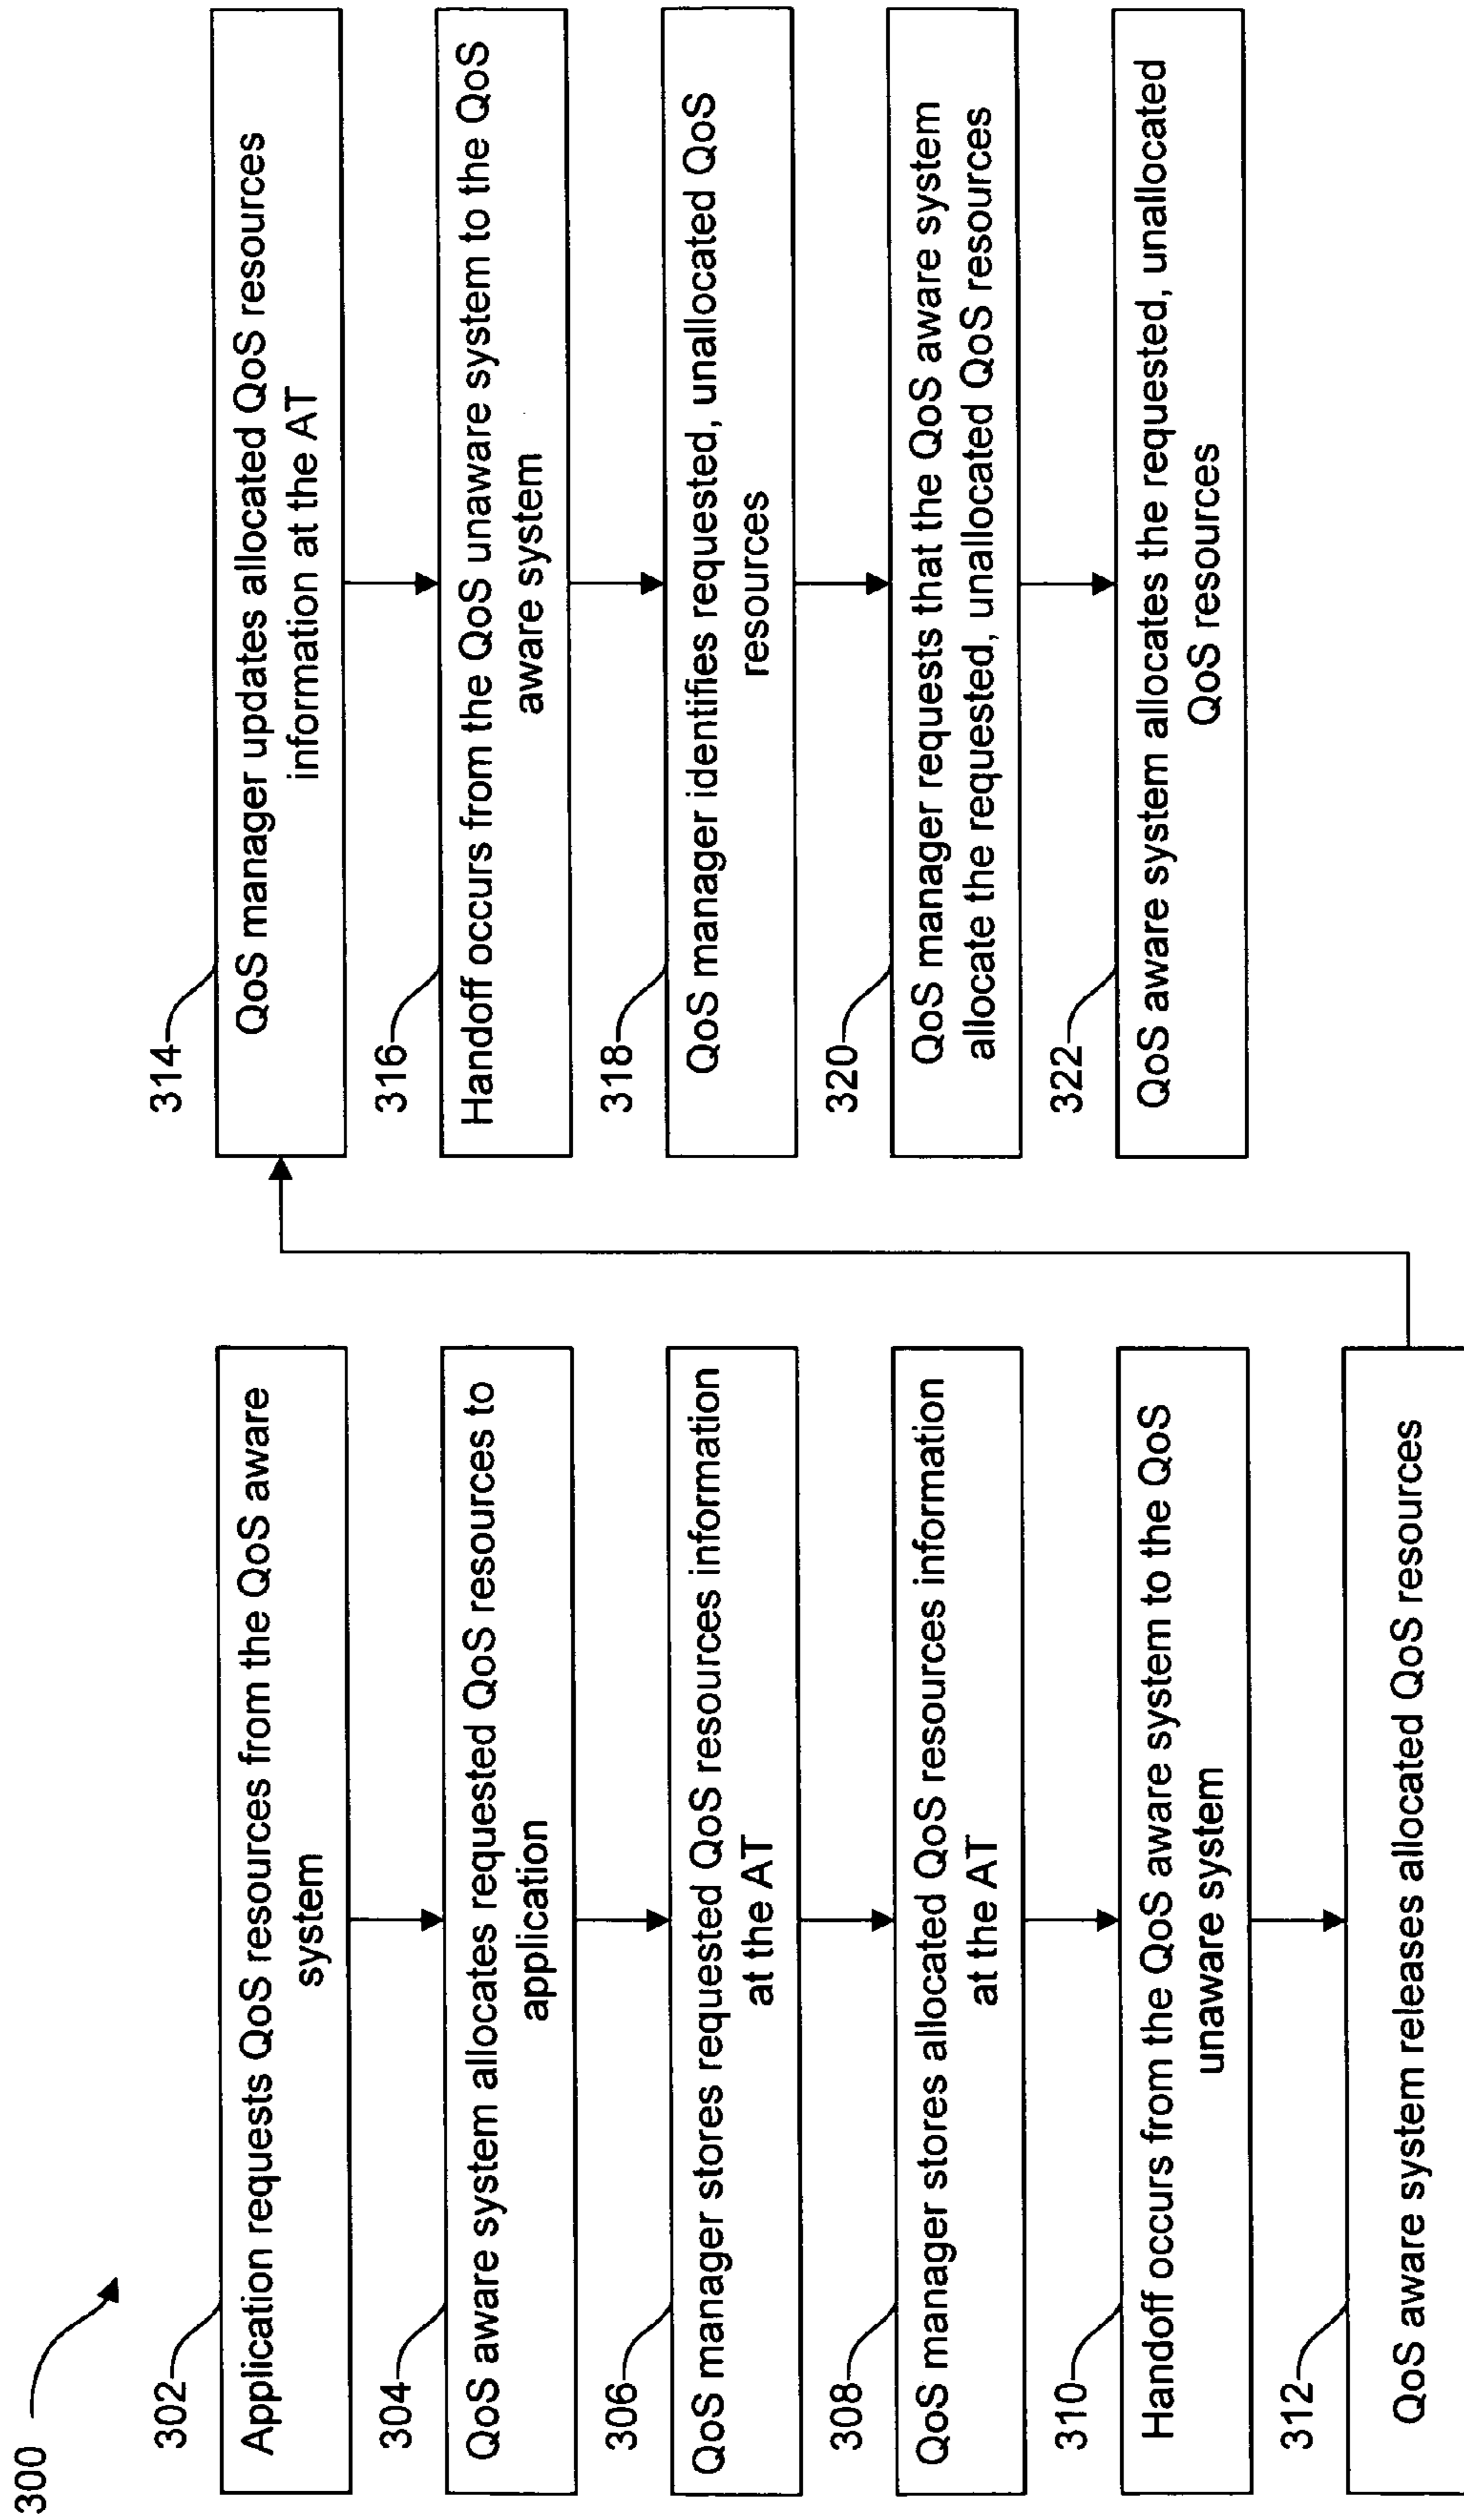 300
302
Application requests QoS resources from the QoS aware
system
304
QoS aware system allocates requested QoS resources to
application
306
QoS manager stores requested QoS resources information
at the AT
308
QoS manager stores allocated QoS resources information
at the AT
310
Handoff occurs from the QoS aware system to the QoS
unaware system
312
QoS aware system releases allocated QoS resources
314
QoS manager updates allocated QoS resources
information at the AT
316
Handoff occurs from the QoS unaware system to the QoS
aware system
318
QoS manager identifies requested, unallocated QoS
resources
320
QoS manager requests that the QoS aware system
allocate the requested, unallocated QoS resources
322
QoS aware system allocates the requested, unallocated
QoS resources